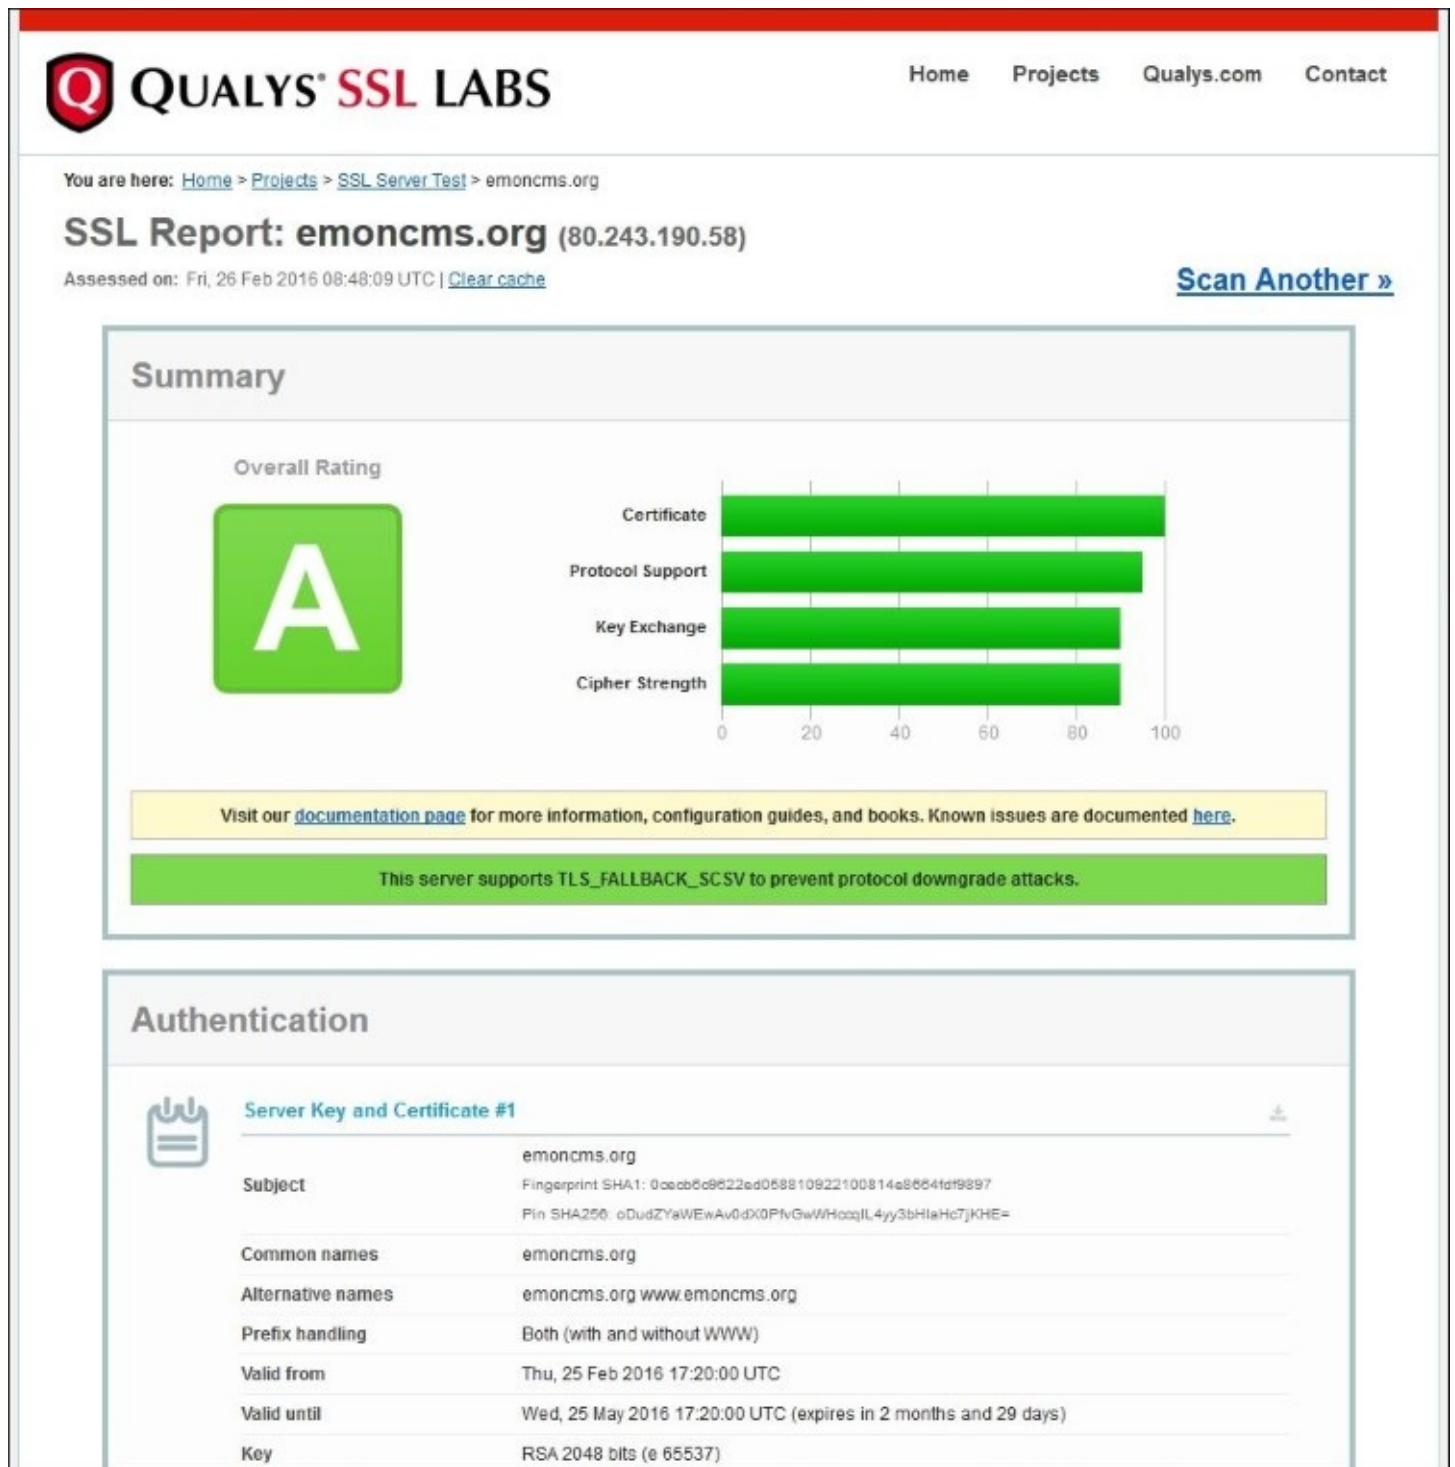 QUALYS® SSL LABS
Home Projects Qualys.com Contact
You are here: Home > Projects > SSL Server Test > emoncms.org
SSL Report: emoncms.org (80.243.190.58)
Assessed on: Fri, 26 Feb 2016 08:48:09 UTC | Clear cache
Scan Another »
Summary
Overall Rating
A
Certificate
Protocol Support
Key Exchange
Cipher Strength
0 20 40 60 80 100
Visit our documentation page for more information, configuration guides, and books. Known issues are documented here.
This server supports TLS_FALLBACK_SCSV to prevent protocol downgrade attacks.
Authentication
Server Key and Certificate #1
Subject
emoncms.org
Fingerprint SHA1:
Pin SHA256:
Common names emoncms.org
Alternative names emoncms.org www.emoncms.org
Prefix handling Both (with and without WWW)
Valid from Thu, 25 Feb 2016 17:20:00 UTC
Valid until Wed, 25 May 2016 17:20:00 UTC (expires in 2 months and 29 days)
Key RSA 2048 bits (e 65537)